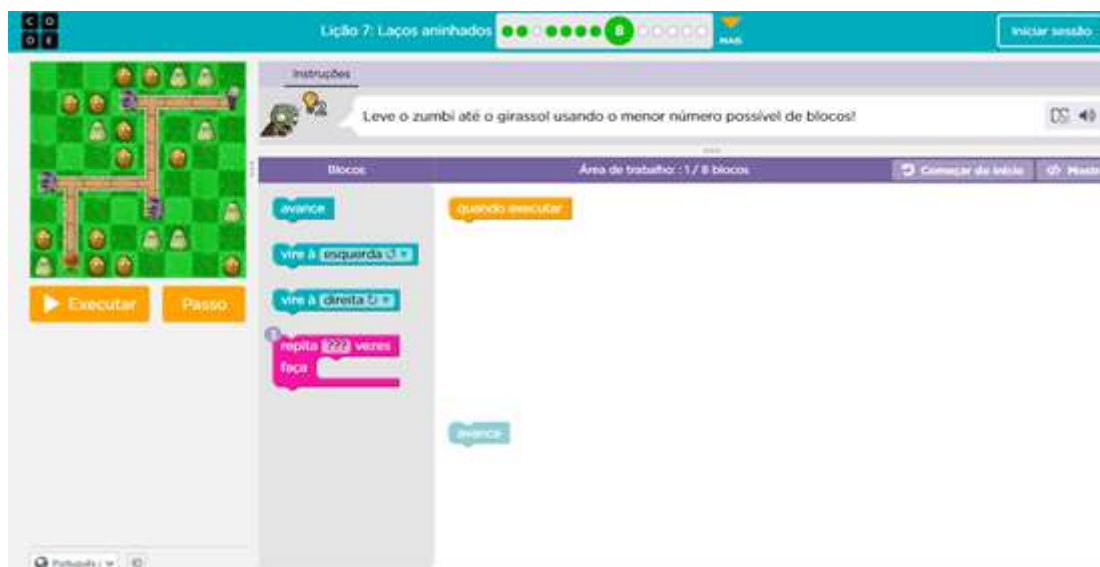 C O
D E
Lição 7: Laços aninhados
8
MAIS
Iniciar sessão
Instruções
2
Leve o zumbi até o girassol usando o menor número possível de blocos!
Blocos
Área de trabalho: : 1 / 8 blocos
Começar do início
avance
quando executar
vire à esquerda
vire à direita
Executar
Passo
repita ??? vezes
faça
avance